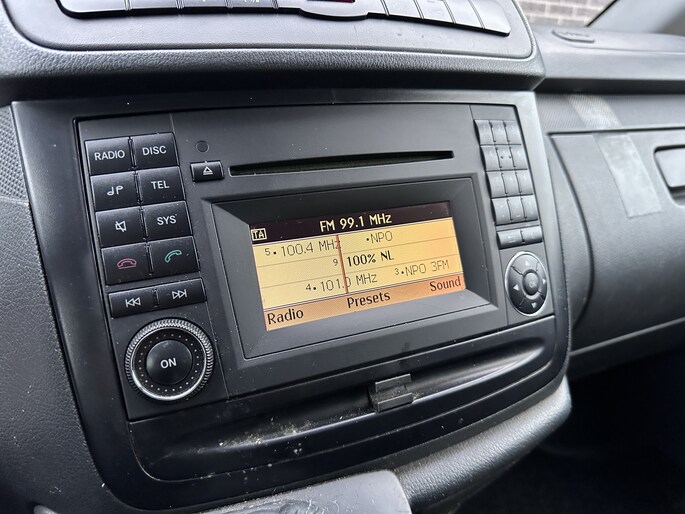 RADIO DISC
TEL
SYS
ON
TA FM 99.1 MHz
5 • 100.4 MHz • NPO
9 100% NL
4 • 101.0 MHz 3 • NPO 3FM
Radio Presets Sound